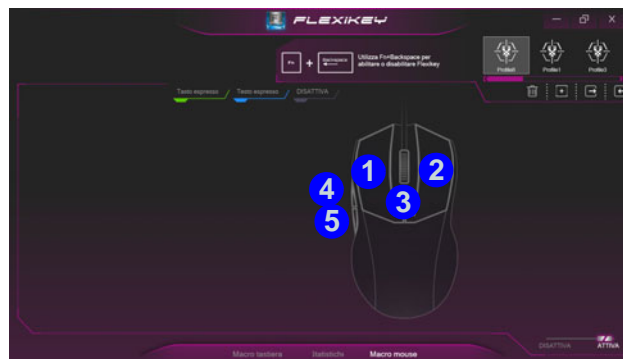 FLEXIKEY
Fn + Backspace
Utilizza Fn+Backspace per
abilitare o disabilitare Flexikey
Profile0 Profile1
Tasto espresso Tasto espresso DISATTIVA
1
2
3
4
5
DISATTIVA ATTIVA
Macro tastiera Statistiche Macro mouse